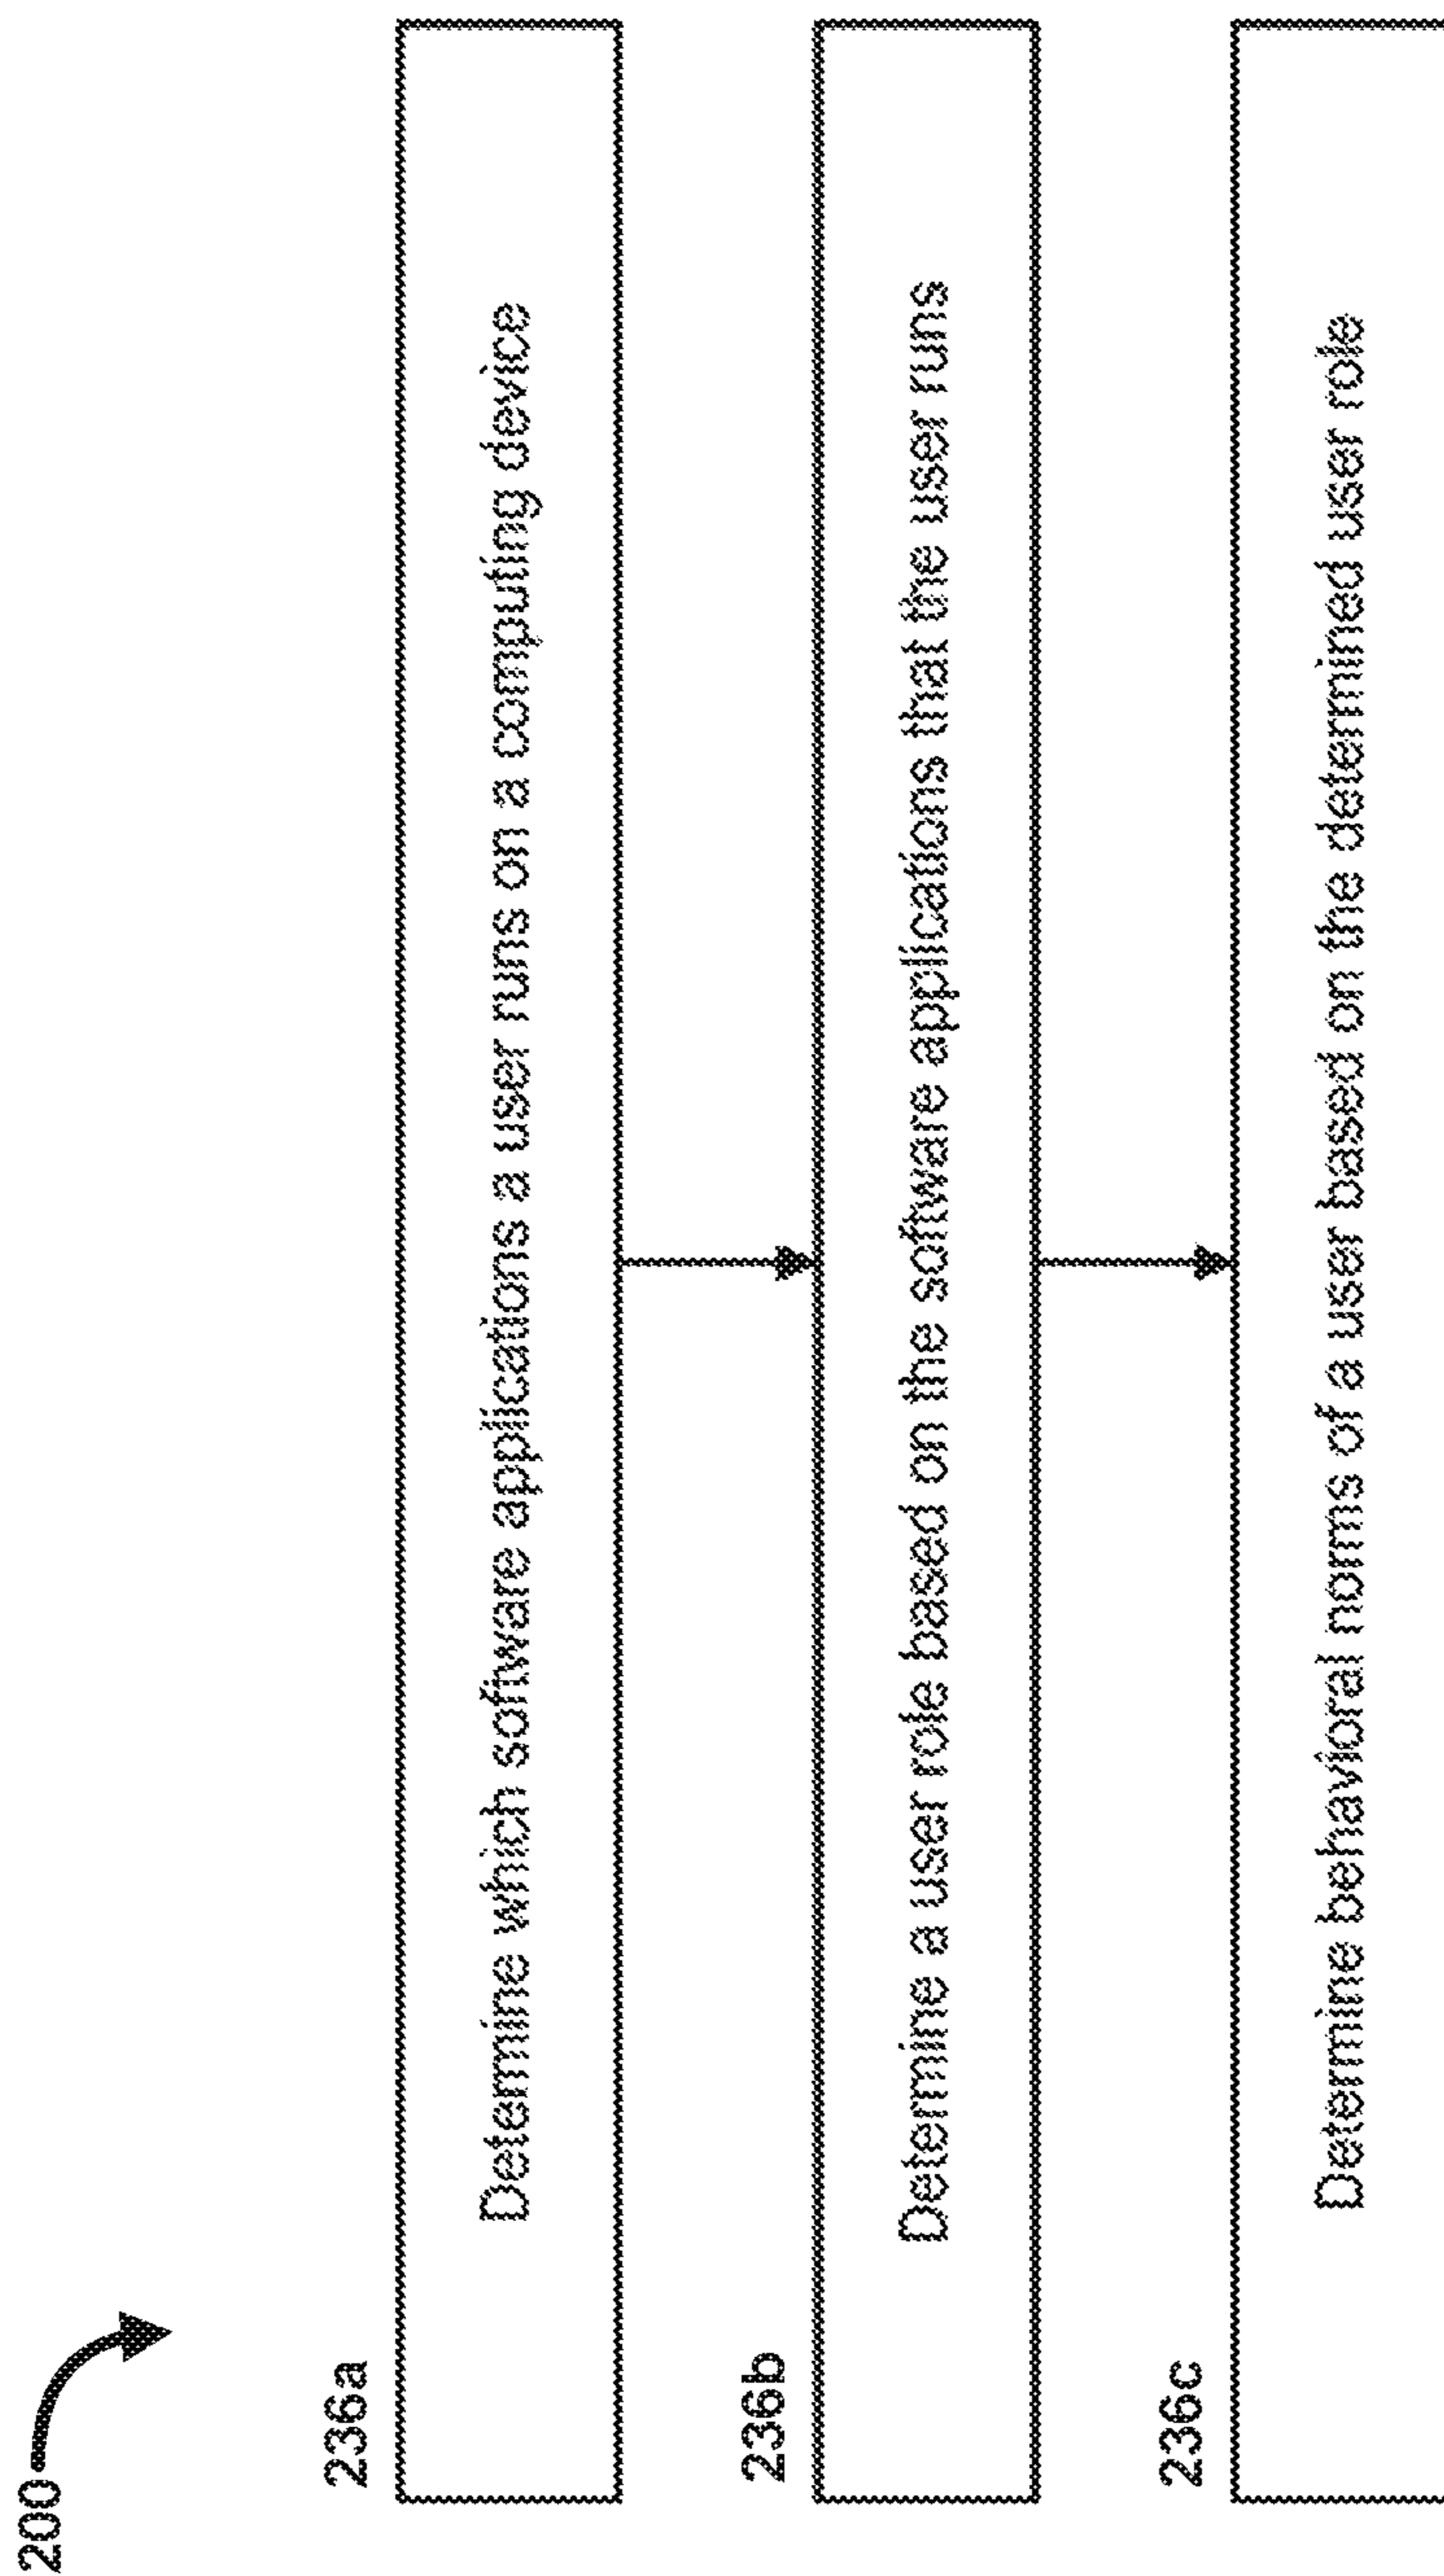 200
236a
Determine which software applications a user runs on a computing device
236b
Determine a user role based on the software applications that the user runs
236c
Determine behavioral norms of a user based on the determined user role